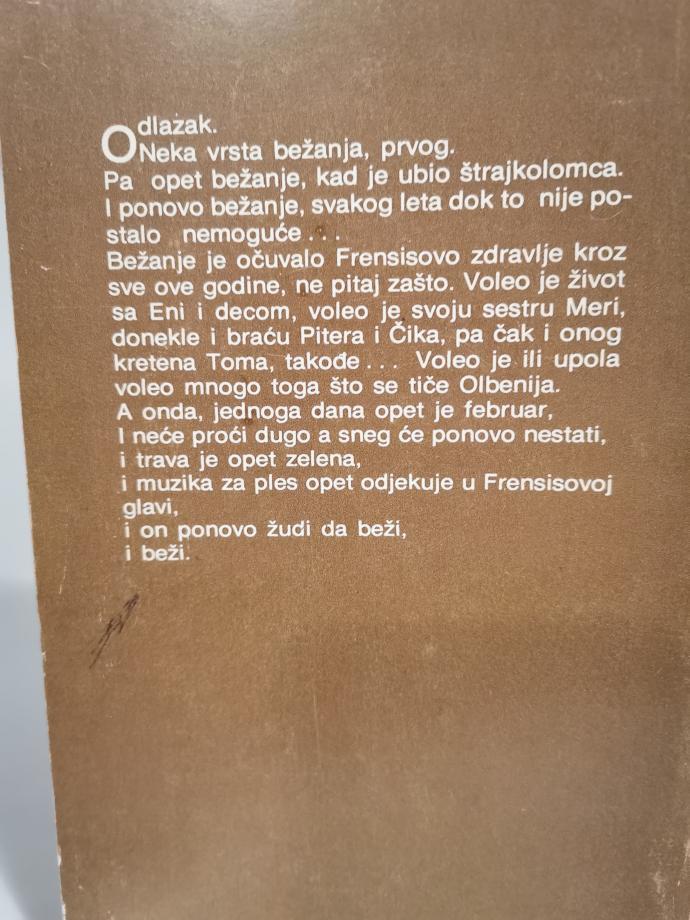 Odlazak.
Neka vrsta bežanja, prvog.
Pa opet bežanje, kad je ubio štrajkolomca.
I ponovo bežanje, svakog leta dok to nije po-
stalo nemoguće...
Bežanje je očuvalo Frensisovo zdravlje kroz
sve ove godine, ne pitaj zašto. Voleo je život
sa Eni i decom, voleo je svoju sestru Meri,
donekle i braću Pitera i Čika, pa čak i onog
kretena Toma, takođe... Voleo je ili upola
voleo mnogo toga što se tiče Olbenija.
A onda, jednoga dana opet je februar,
I neće proći dugo a sneg će ponovo nestati,
i trava je opet zelena,
i muzika za ples opet odjekuje u Frensisovoj
glavi,
i on ponovo žudi da beži,
i beži.